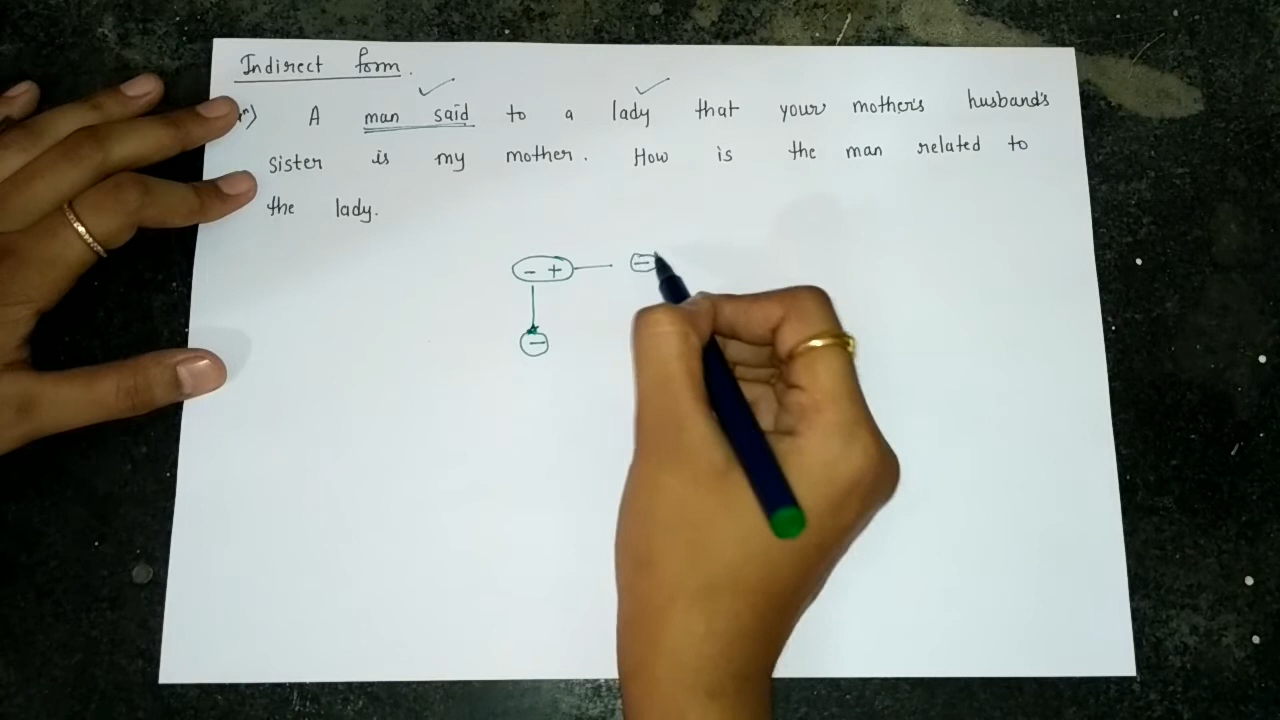 Indirect form.
A man said to a lady that your mother's husband's
sister is my mother. How is the man related to
the lady.
- + -
-